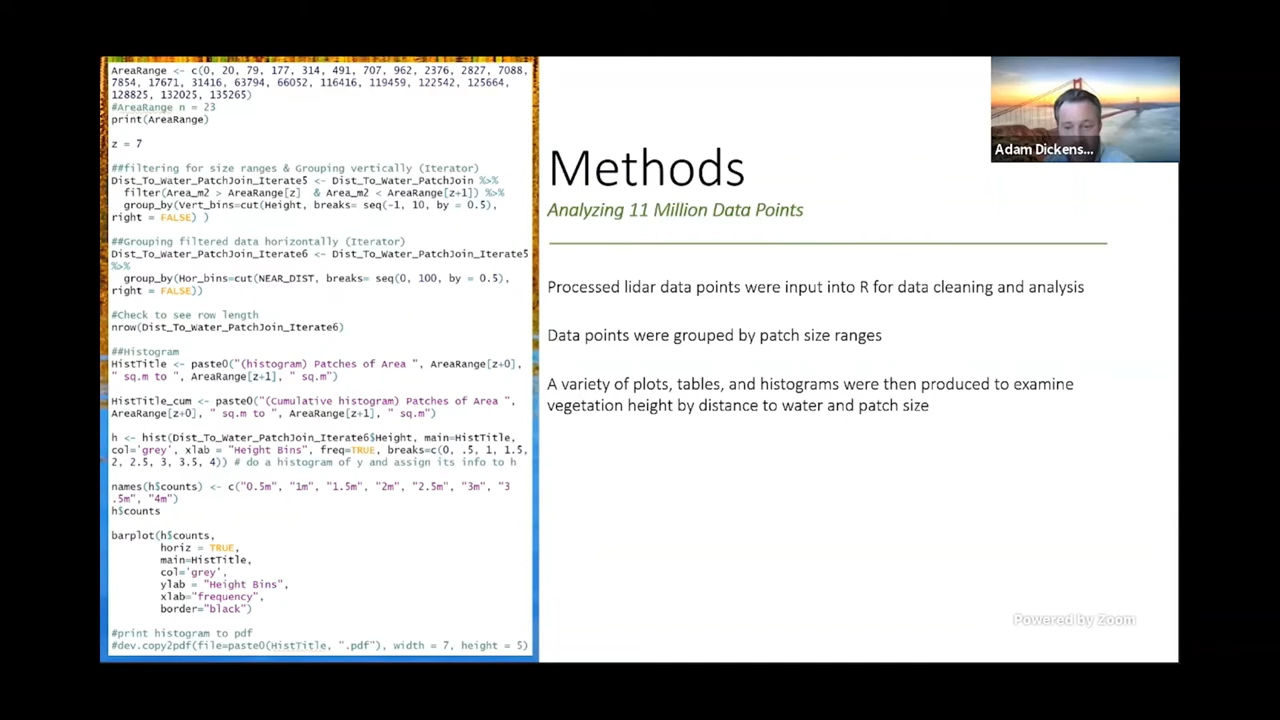 AreaRange <- c(0, 20, 79, 177, 314, 491, 707, 962, 2376, 2827, 7088,
7854, 17671, 31416, 63794, 66052, 116416, 119459, 122542, 125664,
128825, 132025, 135265)
#AreaRange n = 23
print(AreaRange)
z = 7
##filtering for size ranges & Grouping vertically (Iterator)
Dist_To_Water_PatchJoin_Iterate5 <- Dist_To_Water_PatchJoin %>%
filter(Area_m2 > AreaRange[z] & Area_m2 < AreaRange[z+1]) %>%
group_by(Vert_bins=cut(Height, breaks= seq(-1, 10, by = 0.5),
right = FALSE) )
##Grouping filtered data horizontally (Iterator)
Dist_To_Water_PatchJoin_Iterate6 <- Dist_To_Water_PatchJoin_Iterate5
%>%
group_by(Hor_bins=cut(NEAR_DIST, breaks= seq(0, 100, by = 0.5),
right = FALSE))
#Check to see row length
nrow(Dist_To_Water_PatchJoin_Iterate6)
##Histogram
HistTitle <- paste0("(histogram) Patches of Area ", AreaRange[z+0],
" sq.m to ", AreaRange[z+1], " sq.m")
HistTitle_cum <- paste0("(Cumulative histogram) Patches of Area ",
AreaRange[z+0], " sq.m to ", AreaRange[z+1], " sq.m")
h <- hist(Dist_To_Water_PatchJoin_Iterate6$Height, main=HistTitle,
col='grey', xlab = "Height Bins", freq=TRUE, breaks=c(0, .5, 1, 1.5,
2, 2.5, 3, 3.5, 4)) # do a histogram of y and assign its info to h
names(h$counts) <- c("0.5m", "1m", "1.5m", "2m", "2.5m", "3m", "3
.5m", "4m")
h$counts
barplot(h$counts,
horiz = TRUE,
main=HistTitle,
col='grey',
ylab = "Height Bins",
xlab="frequency",
border="black")
#print histogram to pdf
#dev.copy2pdf(file=paste0(HistTitle, ".pdf"), width = 7, height = 5)
Methods
Analyzing 11 Million Data Points
Processed lidar data points were input into R for data cleaning and analysis
Data points were grouped by patch size ranges
A variety of plots, tables, and histograms were then produced to examine
vegetation height by distance to water and patch size
Adam Dickens...
Powered by Zoom